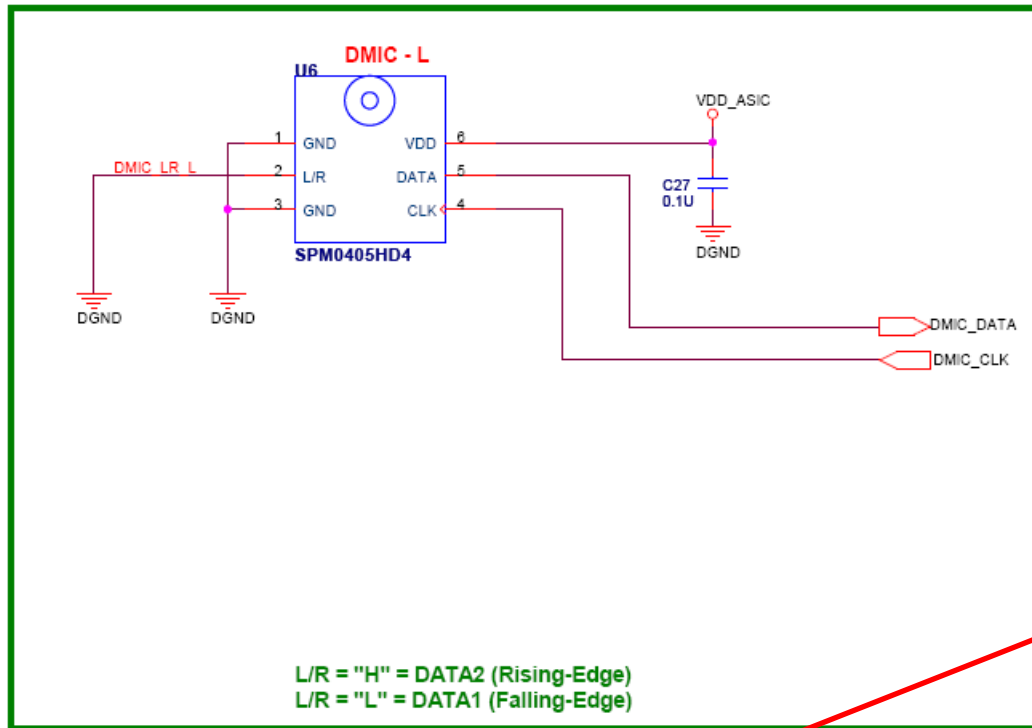 DMIC - L
U6
VDD_ASIC
1 GND VDD 6
DMIC_LR_L 2 L/R DATA 5
3 GND CLK 4
C27
0.1U
SPM0405HD4
DGND
DGND
DGND
DMIC_DATA
DMIC_CLK
L/R = "H" = DATA2 (Rising-Edge)
L/R = "L" = DATA1 (Falling-Edge)